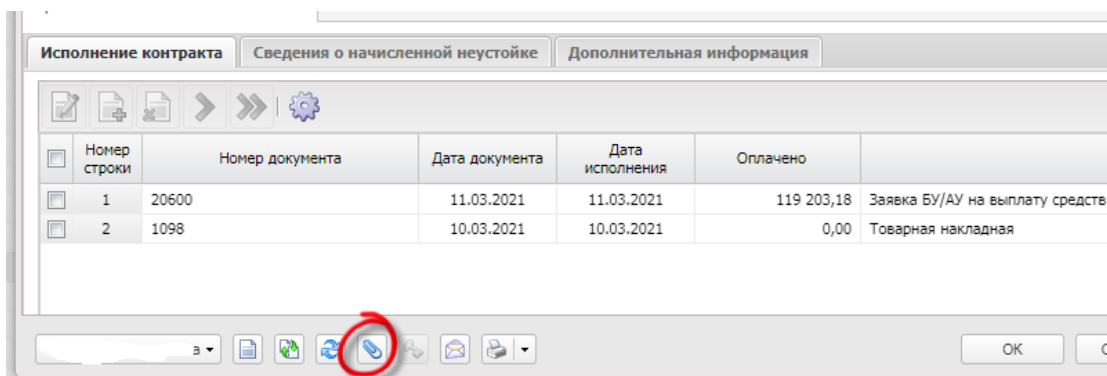 Исполнение контракта Сведения о начисленной неустойке Дополнительная информация
Номер строки Номер документа Дата документа Дата исполнения Оплачено
1 20600 11.03.2021 11.03.2021 119 203,18 Заявка БУ/АУ на выплату средств
2 1098 10.03.2021 10.03.2021 0,00 Товарная накладная
а OK